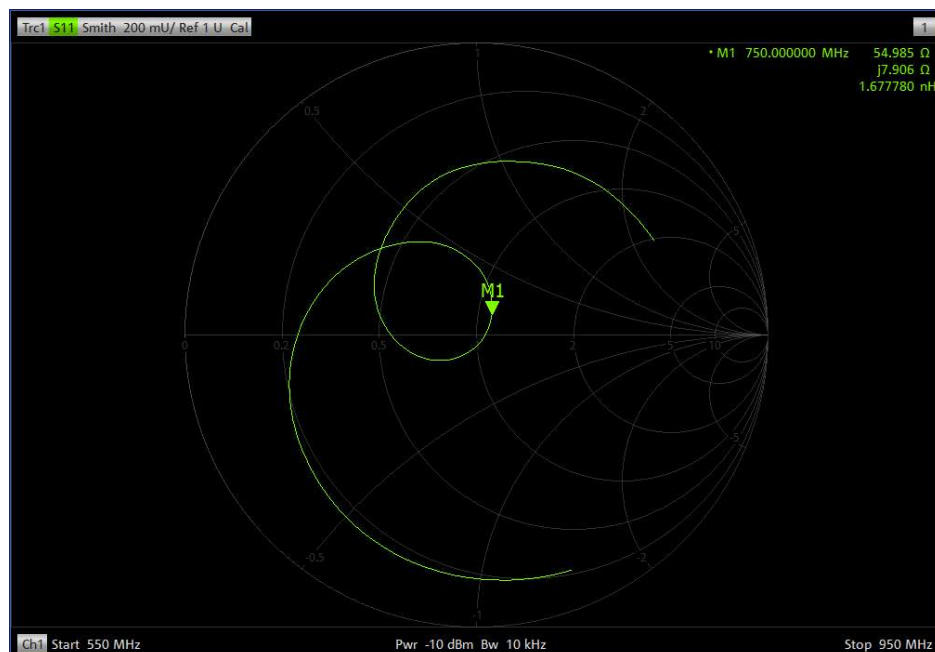 Trc1 S11 Smith 200 mU/ Ref 1 U Cal 1
• M1 750.000000 MHz 54.985 Ω
j7.906 Ω
1.677780 nH
1
0.5 2
5
M1
0 0.2 0.5 1 2 5 10
-5
-0.5 -2
-1
Ch1 Start 550 MHz Pwr -10 dBm Bw 10 kHz Stop 950 MHz